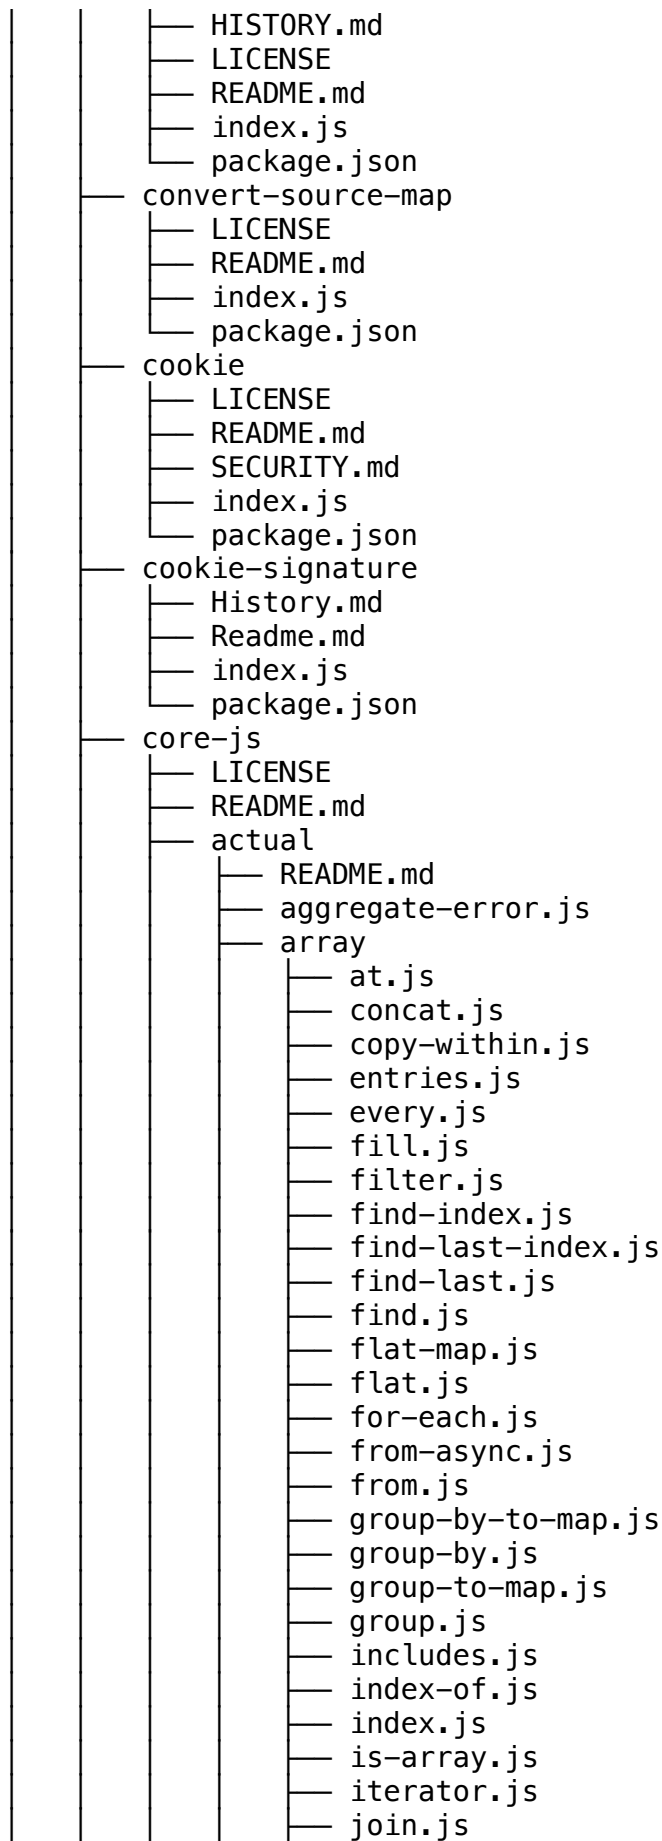 │   │   ├── HISTORY.md
│   │   ├── LICENSE
│   │   ├── README.md
│   │   ├── index.js
│   │   └── package.json
│   ├── convert-source-map
│   │   ├── LICENSE
│   │   ├── README.md
│   │   ├── index.js
│   │   └── package.json
│   ├── cookie
│   │   ├── LICENSE
│   │   ├── README.md
│   │   ├── SECURITY.md
│   │   ├── index.js
│   │   └── package.json
│   ├── cookie-signature
│   │   ├── History.md
│   │   ├── Readme.md
│   │   ├── index.js
│   │   └── package.json
│   ├── core-js
│   │   ├── LICENSE
│   │   ├── README.md
│   │   ├── actual
│   │   │   ├── README.md
│   │   │   ├── aggregate-error.js
│   │   │   ├── array
│   │   │   │   ├── at.js
│   │   │   │   ├── concat.js
│   │   │   │   ├── copy-within.js
│   │   │   │   ├── entries.js
│   │   │   │   ├── every.js
│   │   │   │   ├── fill.js
│   │   │   │   ├── filter.js
│   │   │   │   ├── find-index.js
│   │   │   │   ├── find-last-index.js
│   │   │   │   ├── find-last.js
│   │   │   │   ├── find.js
│   │   │   │   ├── flat-map.js
│   │   │   │   ├── flat.js
│   │   │   │   ├── for-each.js
│   │   │   │   ├── from-async.js
│   │   │   │   ├── from.js
│   │   │   │   ├── group-by-to-map.js
│   │   │   │   ├── group-by.js
│   │   │   │   ├── group-to-map.js
│   │   │   │   ├── group.js
│   │   │   │   ├── includes.js
│   │   │   │   ├── index-of.js
│   │   │   │   ├── index.js
│   │   │   │   ├── is-array.js
│   │   │   │   ├── iterator.js
│   │   │   │   ├── join.js